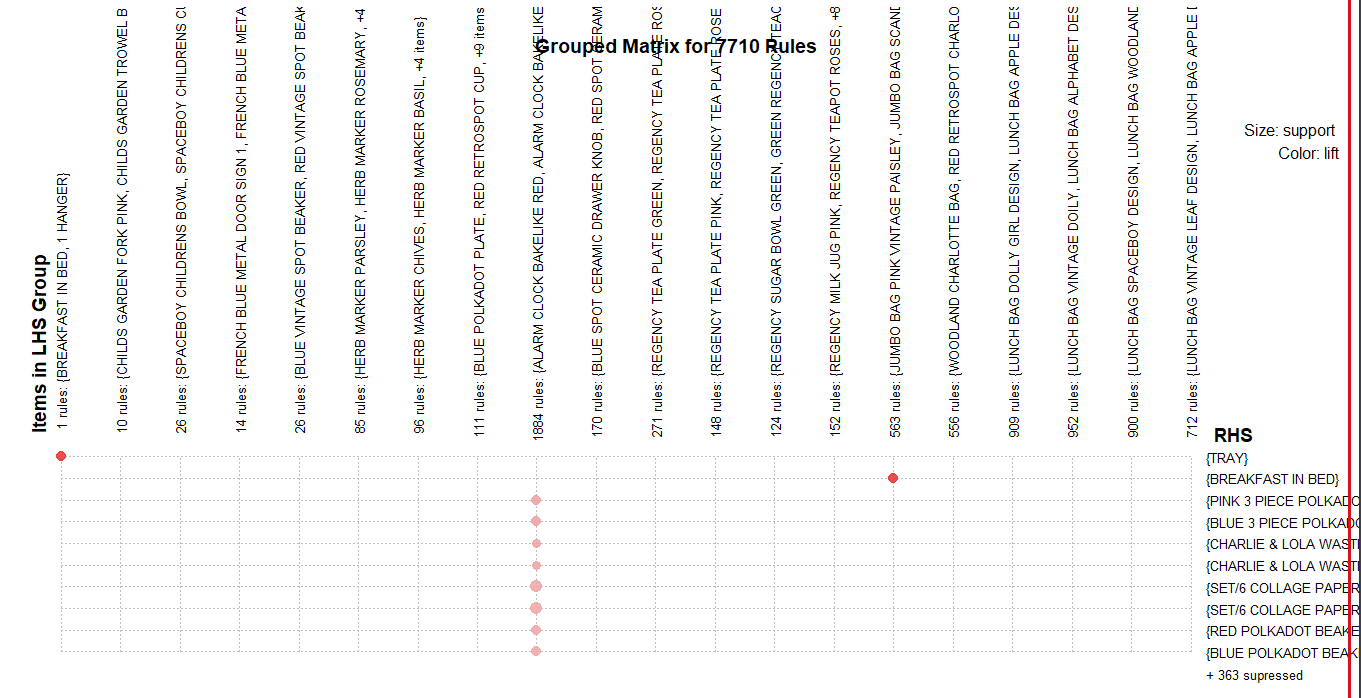 Grouped Matrix for 7710 Rules
Size: support
Color: lift
Items in LHS Group
1 rules: {BREAKFAST IN BED, 1 HANGER}
10 rules: {CHILDS GARDEN FORK PINK, CHILDS GARDEN TROWEL B
26 rules: {SPACEBOY CHILDRENS BOWL, SPACEBOY CHILDRENS
14 rules: {FRENCH BLUE METAL DOOR SIGN 1, FRENCH BLUE META
26 rules: {BLUE VINTAGE SPOT BEAKER, RED VINTAGE SPOT BEAK
85 rules: {HERB MARKER PARSLEY, HERB MARKER ROSEMARY, +4
96 rules: {HERB MARKER CHIVES, HERB MARKER BASIL, +4 items}
111 rules: {BLUE POLKADOT PLATE, RED RETROSPOT CUP, +9 items
1884 rules: {ALARM CLOCK BAKELIKE RED, ALARM CLOCK BAKELIKE
170 rules: {BLUE SPOT CERAMIC DRAWER KNOB, RED SPOT CERAM
271 rules: {REGENCY TEA PLATE GREEN, REGENCY TEA PLATE ROS
148 rules: {REGENCY TEA PLATE PINK, REGENCY TEA PLATE ROSE
124 rules: {REGENCY SUGAR BOWL GREEN, GREEN REGENCY TEAC
152 rules: {REGENCY MILK JUG PINK, REGENCY TEAPOT ROSES, +8
563 rules: {JUMBO BAG PINK VINTAGE PAISLEY, JUMBO BAG SCAND
556 rules: {WOODLAND CHARLOTTE BAG, RED RETROSPOT CHARLO
909 rules: {LUNCH BAG DOLLY GIRL DESIGN, LUNCH BAG APPLE DES
952 rules: {LUNCH BAG VINTAGE DOILY, LUNCH BAG ALPHABET DES
900 rules: {LUNCH BAG SPACEBOY DESIGN, LUNCH BAG WOODLAND
712 rules: {LUNCH BAG VINTAGE LEAF DESIGN, LUNCH BAG APPLE
RHS
{TRAY}
{BREAKFAST IN BED}
{PINK 3 PIECE POLKADO
{BLUE 3 PIECE POLKADO
{CHARLIE & LOLA WAST
{CHARLIE & LOLA WAST
{SET/6 COLLAGE PAPER
{SET/6 COLLAGE PAPER
{RED POLKADOT BEAKE
{BLUE POLKADOT BEAK
+ 363 supressed